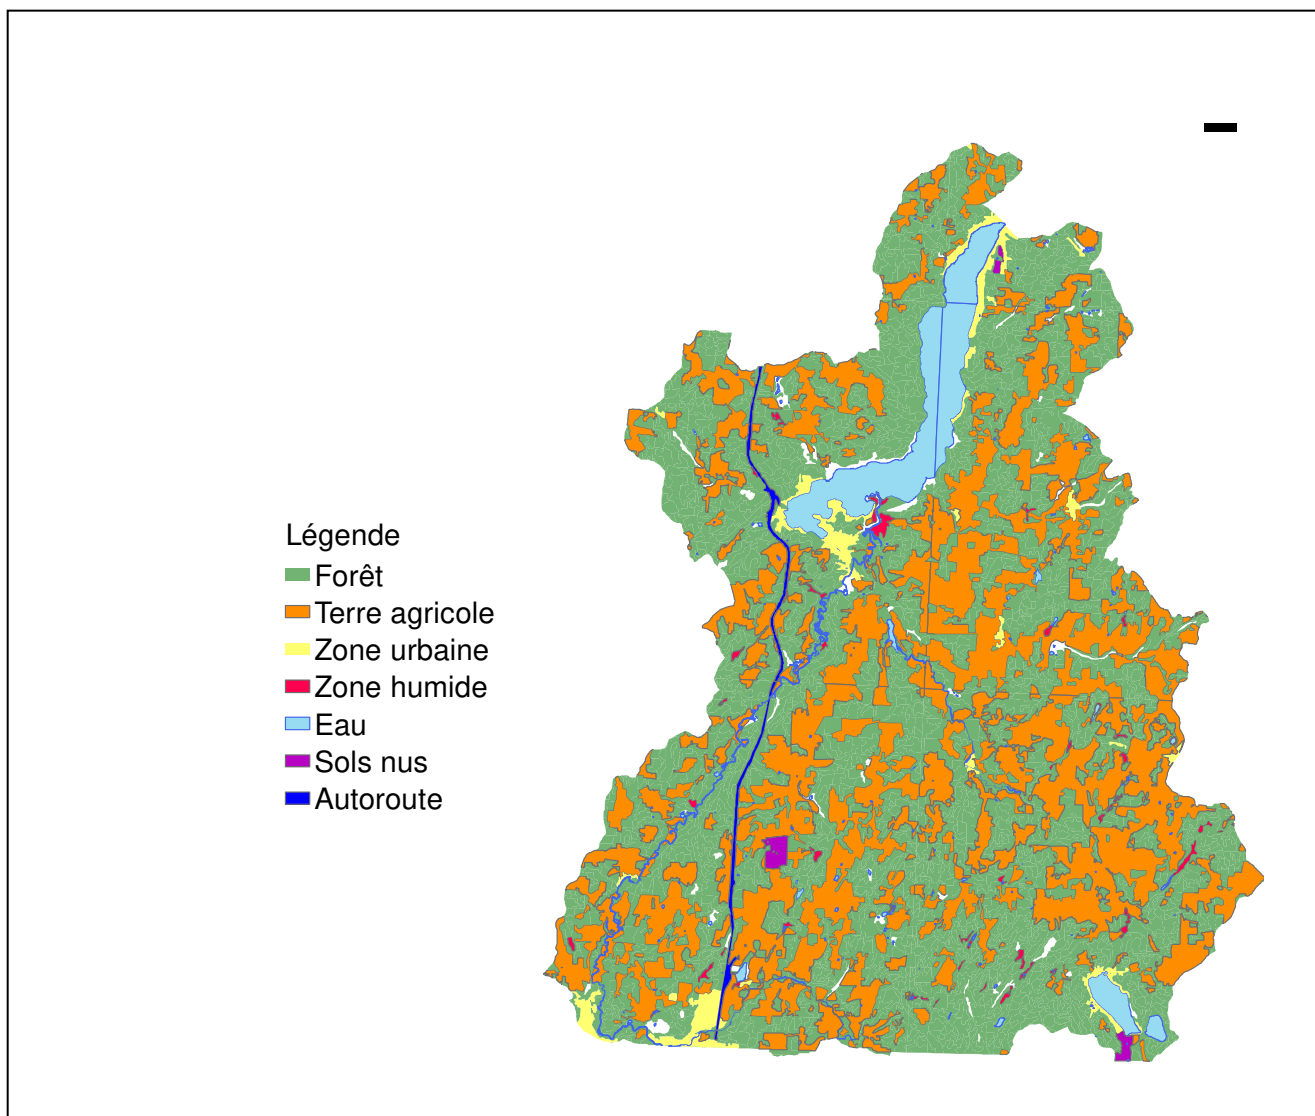 Légende
Forêt
Terre agricole
Zone urbaine
Zone humide
Eau
Sols nus
Autoroute